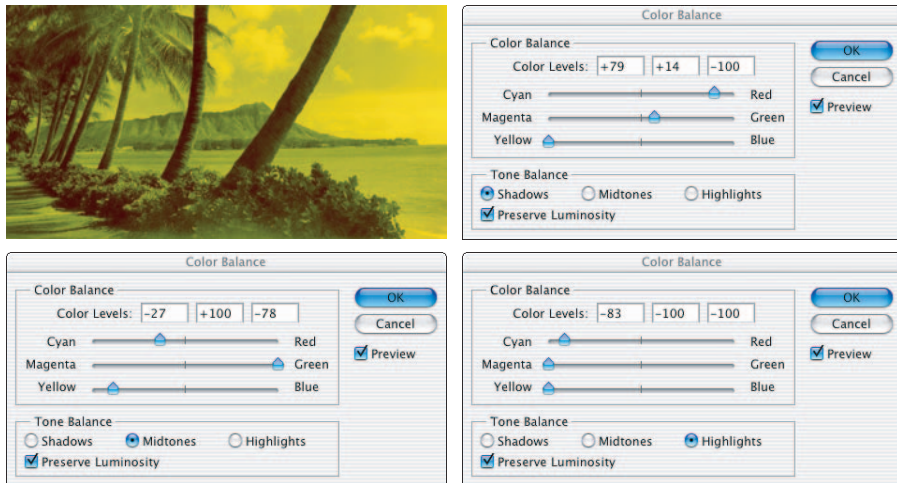 Color Balance
Color Balance
Color Levels: +79 +14 -100
Cyan Red
Magenta Green
Yellow Blue
OK
Cancel
Preview
Tone Balance
Shadows Midtones Highlights
Preserve Luminosity
Color Balance
Color Balance
Color Levels: -27 +100 -78
Cyan Red
Magenta Green
Yellow Blue
OK
Cancel
Preview
Tone Balance
Shadows Midtones Highlights
Preserve Luminosity
Color Balance
Color Balance
Color Levels: -83 -100 -100
Cyan Red
Magenta Green
Yellow Blue
OK
Cancel
Preview
Tone Balance
Shadows Midtones Highlights
Preserve Luminosity